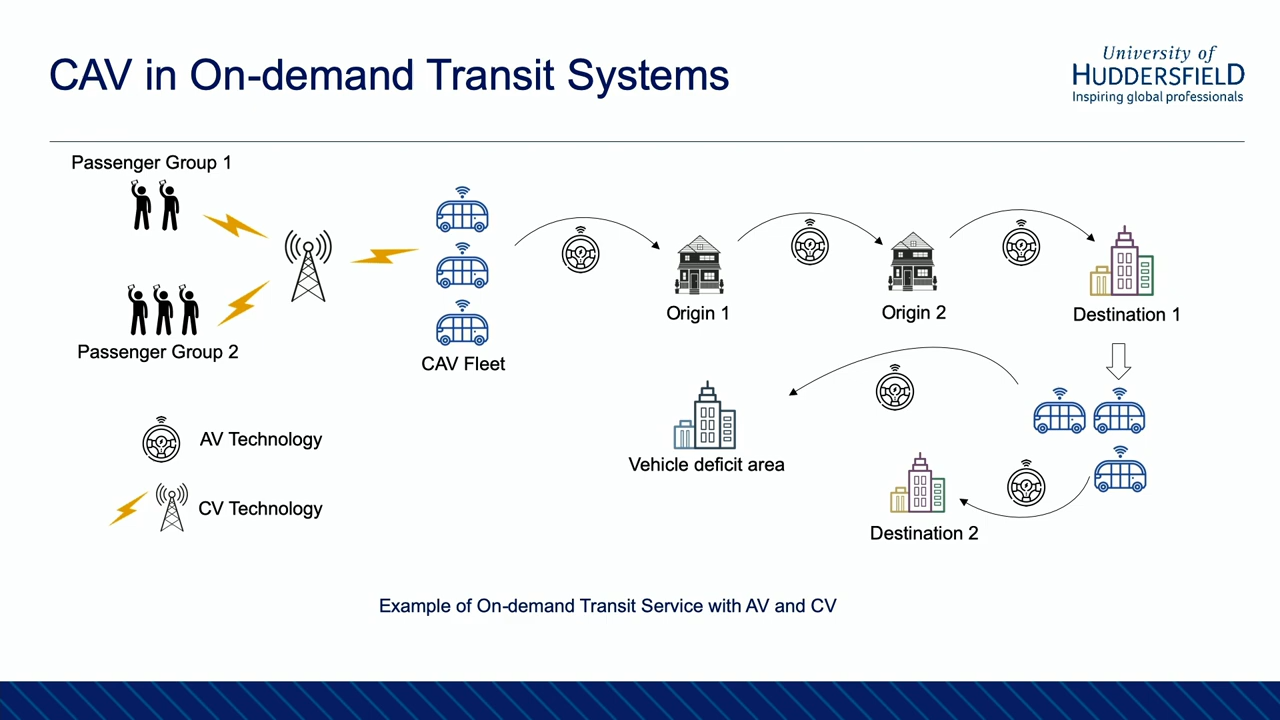 CAV in On-demand Transit Systems
University of
HUDDERSFIELD
Inspiring global professionals
Passenger Group 1
Passenger Group 2
CAV Fleet
Origin 1
Origin 2
Destination 1
AV Technology
CV Technology
Vehicle deficit area
Destination 2
Example of On-demand Transit Service with AV and CV